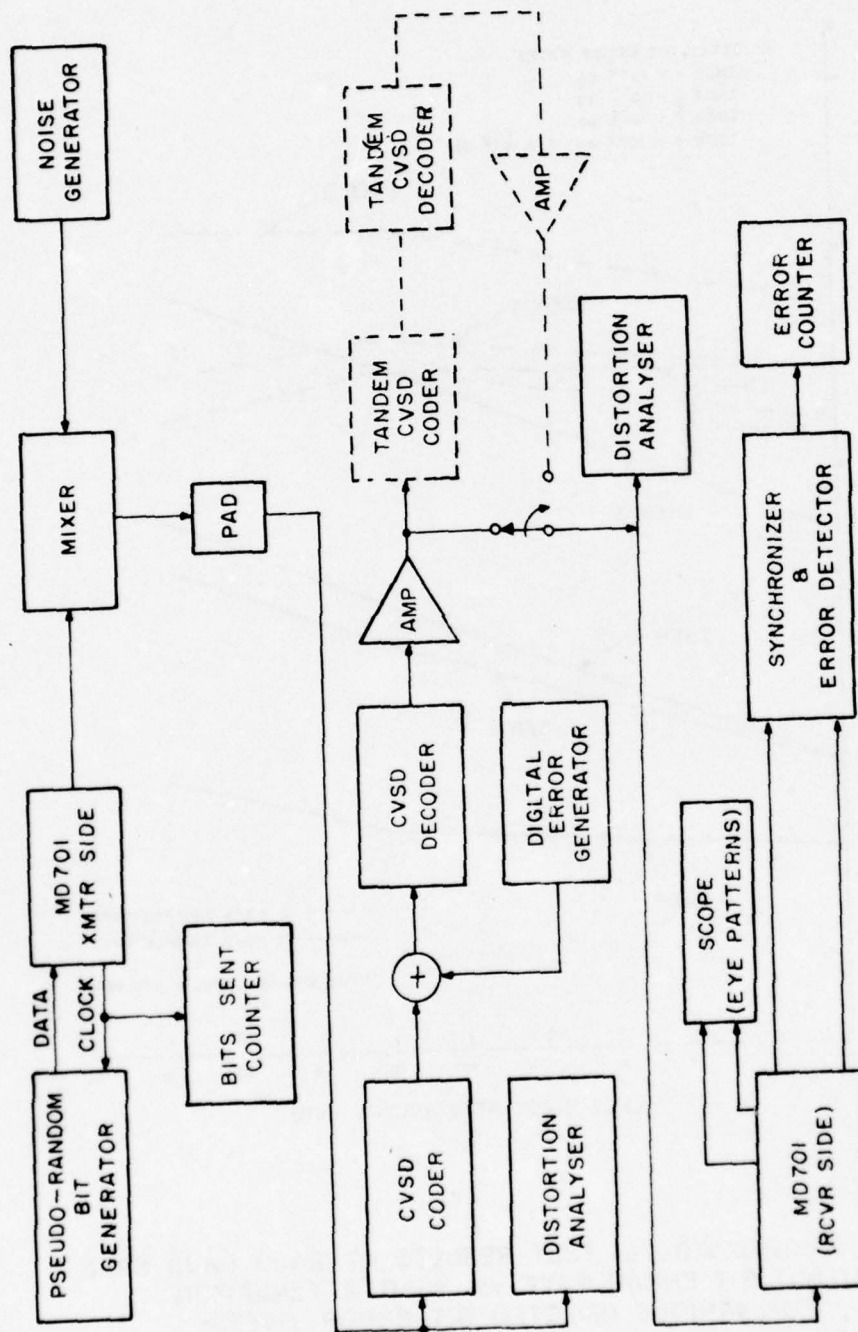 PSEUDO-RANDOM
BIT
GENERATOR
DATA
CLOCK
MD701
XMTR SIDE
BITS SENT
COUNTER
MIXER
NOISE
GENERATOR
PAD
CVSD
CODER
DISTORTION
ANALYSER
+
CVSD
DECODER
DIGITAL
ERROR
GENERATOR
AMP
TANDEM
CVSD
CODER
TANDEM
CVSD
DECODER
AMP
DISTORTION
ANALYSER
MD701
(RCVR SIDE)
SCOPE
(EYE PATTERNS)
SYNCHRONIZER
&
ERROR DETECTOR
ERROR
COUNTER